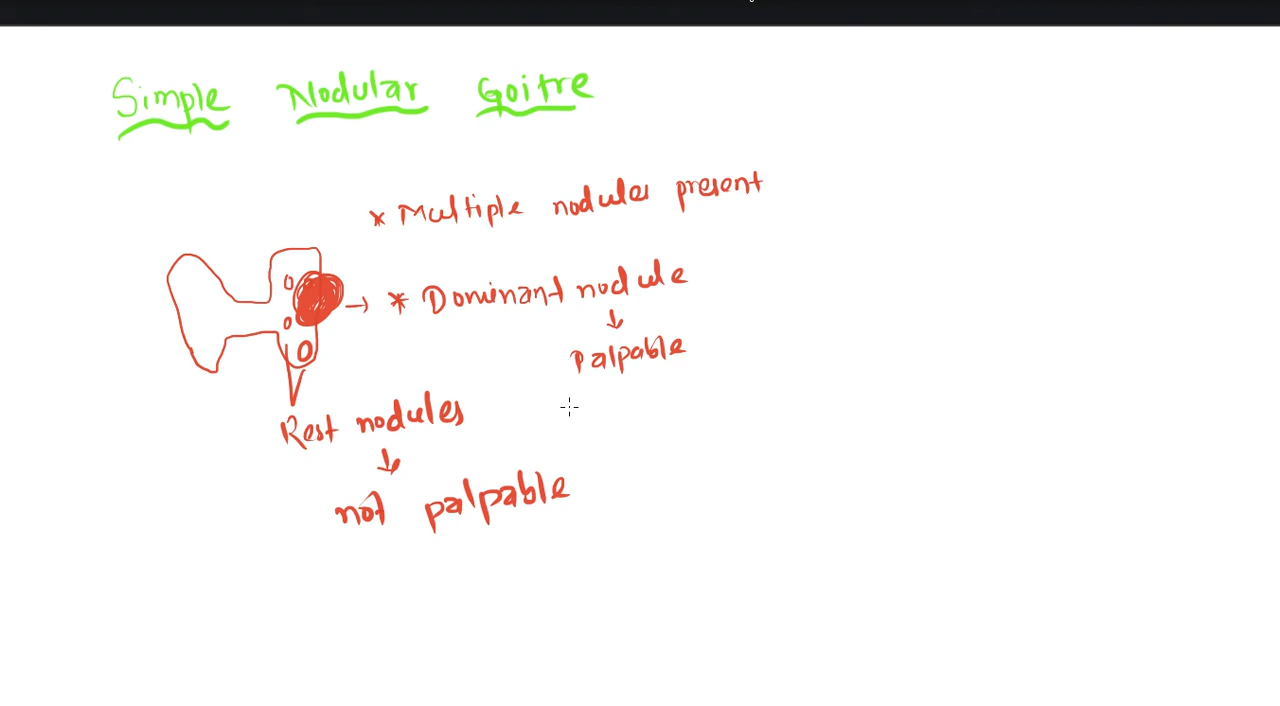 Simple Nodular Goitre
* Multiple nodules present
→ * Dominant nodule
↓
Palpable
Rest nodules
↓
not palpable